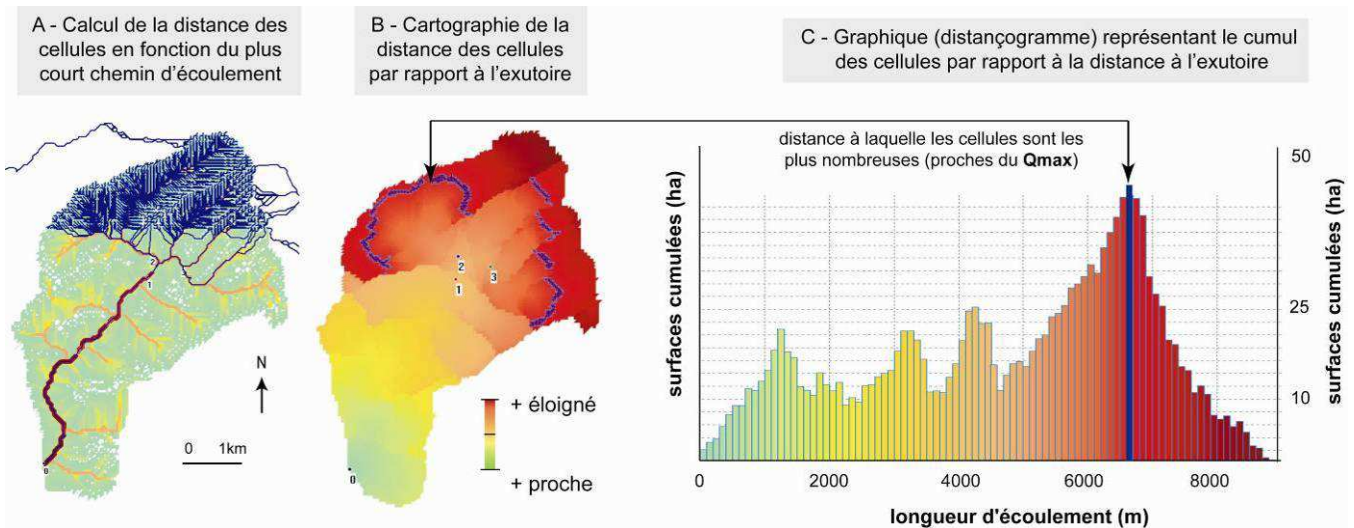 A - Calcul de la distance des
cellules en fonction du plus
court chemin d'écoulement
B - Cartographie de la
distance des cellules
par rapport à l'exutoire
C - Graphique (distançogramme) représentant le cumul
des cellules par rapport à la distance à l'exutoire
2
1
0
N
0 1km
2
3
1
0
+ éloigné
+ proche
distance à laquelle les cellules sont les
plus nombreuses (proches du Qmax)
surfaces cumulées (ha)
50
25
10
surfaces cumulées (ha)
0 2000 4000 6000 8000
longueur d'écoulement (m)